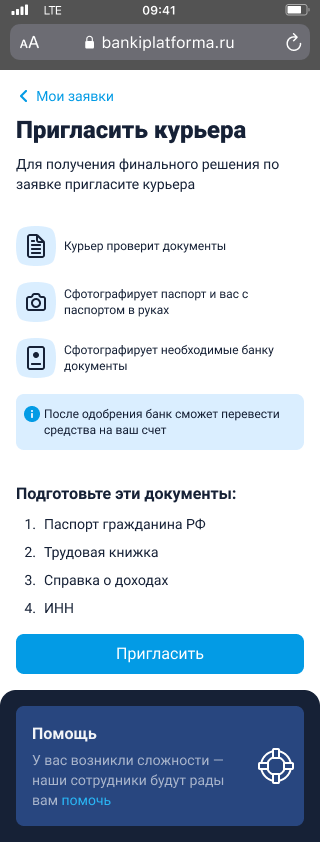 LTE
09:41
AA
bankiplatforma.ru
Мои заявки
Пригласить курьера
Для получения финального решения по
заявке пригласите курьера
Курьер проверит документы
Сфотографирует паспорт и вас с
паспортом в руках
Сфотографирует необходимые банку
документы
После одобрения банк сможет перевести
средства на ваш счет
Подготовьте эти документы:
1. Паспорт гражданина РФ
2. Трудовая книжка
3. Справка о доходах
4. ИНН
Пригласить
Помощь
У вас возникли сложности —
наши сотрудники будут рады
вам помочь